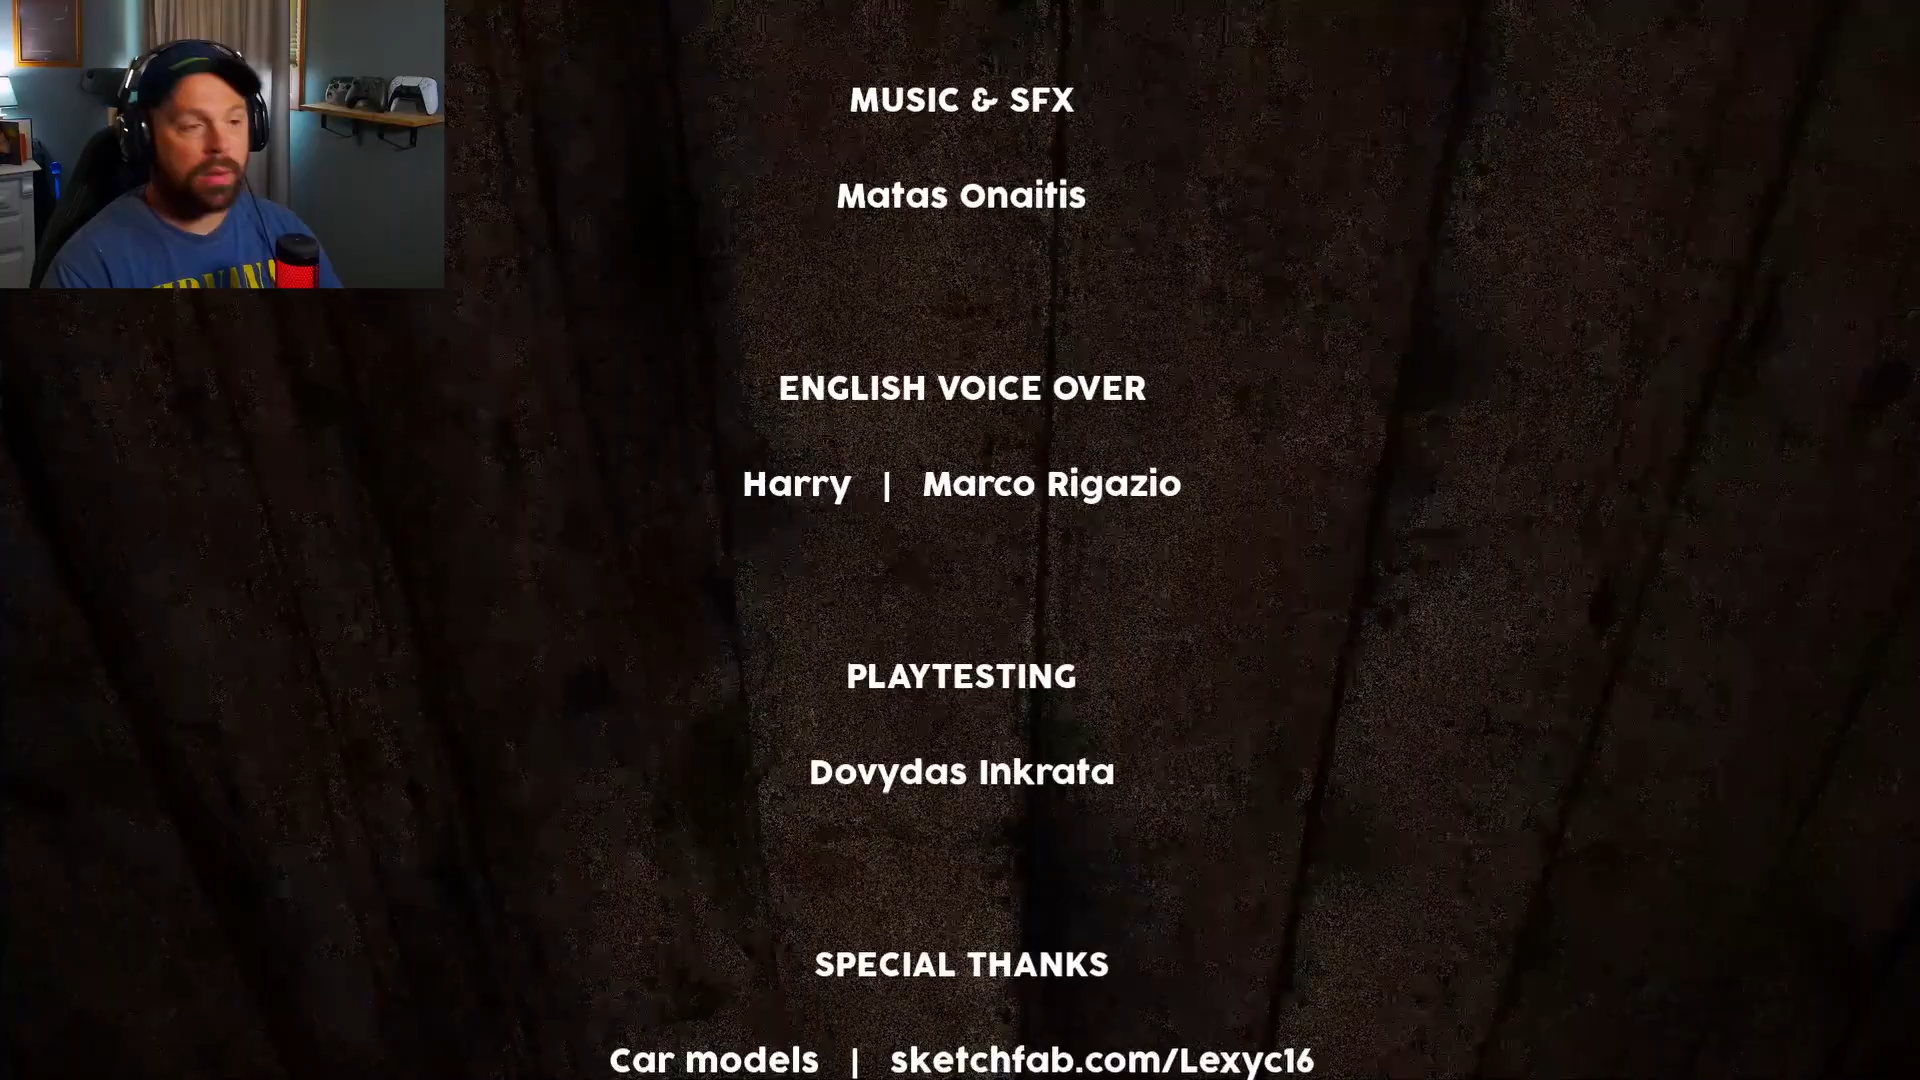 MUSIC & SFX
Matas Onaitis
ENGLISH VOICE OVER
Harry | Marco Rigazio
PLAYTESTING
Dovydas Inkrata
SPECIAL THANKS
Car models | sketchfab.com/Lexyc16